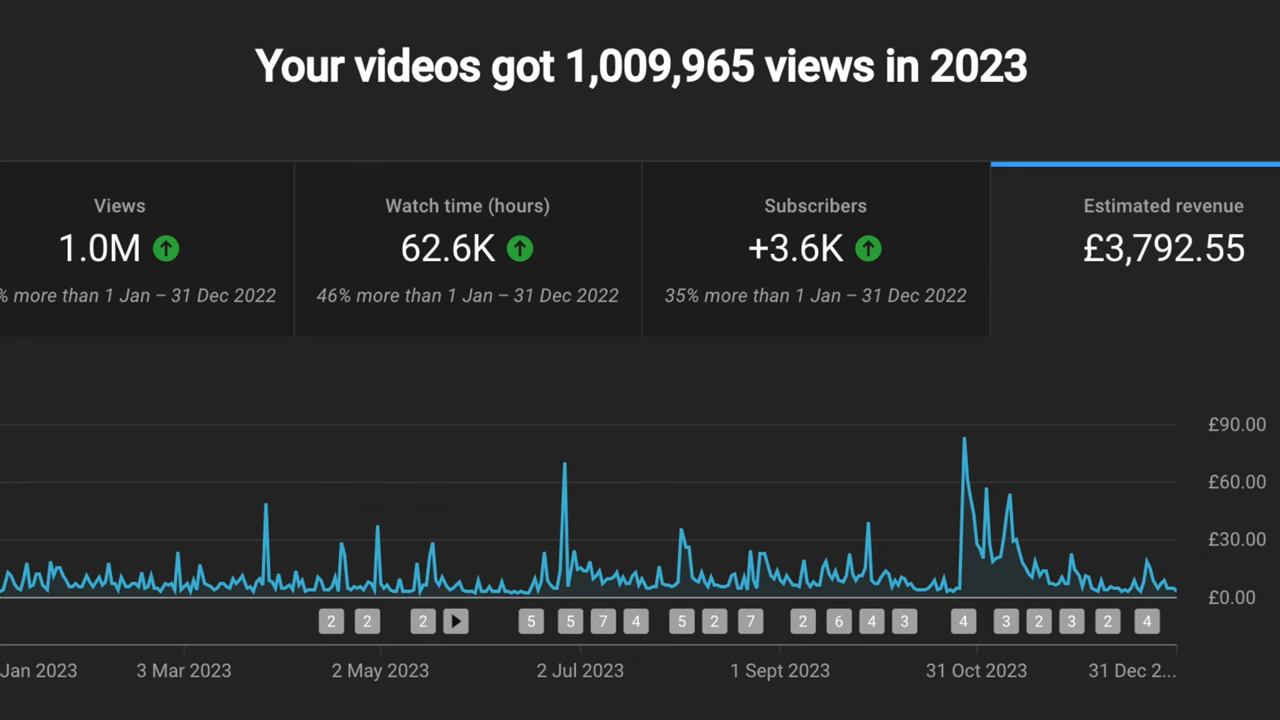 Your videos got 1,009,965 views in 2023
Views
Watch time (hours)
Subscribers
Estimated revenue
1.0M
62.6K
+3.6K
£3,792.55
% more than 1 Jan – 31 Dec 2022
46% more than 1 Jan – 31 Dec 2022
35% more than 1 Jan – 31 Dec 2022
£90.00
£60.00
£30.00
£0.00
2 2 2 5 5 7 4 5 2 7 2 6 4 3 4 3 2 3 2 4
Jan 2023 3 Mar 2023 2 May 2023 2 Jul 2023 1 Sept 2023 31 Oct 2023 31 Dec 2...